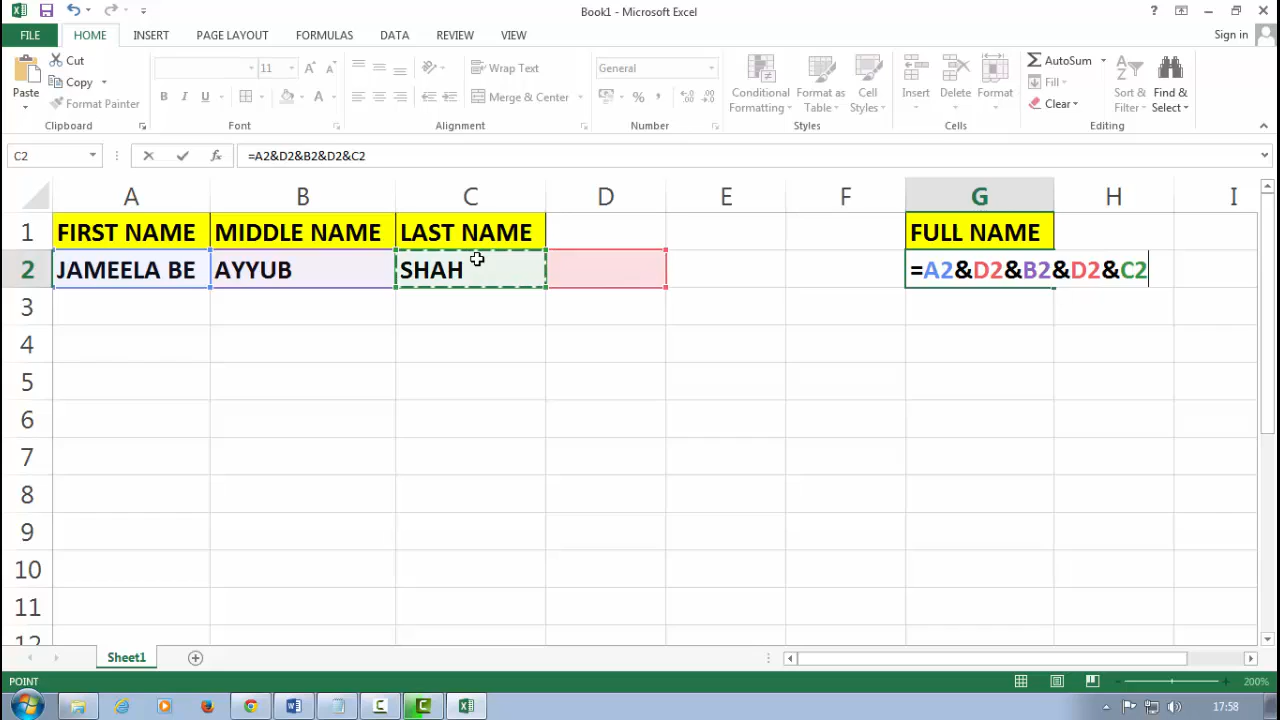 Book1 - Microsoft Excel
FILE HOME INSERT PAGE LAYOUT FORMULAS DATA REVIEW VIEW Sign in
Paste Cut Copy Format Painter
Clipboard
11
B I U A
Font
Wrap Text
Merge & Center
Alignment
General
%
Number
Conditional Formatting
Format as Table
Cell Styles
Styles
Insert Delete Format
Cells
AutoSum
Fill
Clear
Sort & Filter
Find & Select
Editing
C2 fx =A2&D2&B2&D2&C2
A B C D E F G H I
1 FIRST NAME MIDDLE NAME LAST NAME FULL NAME
2 JAMEELA BE AYYUB SHAH =A2&D2&B2&D2&C2
3
4
5
6
7
8
9
10
11
12
Sheet1
POINT 200%
17:58